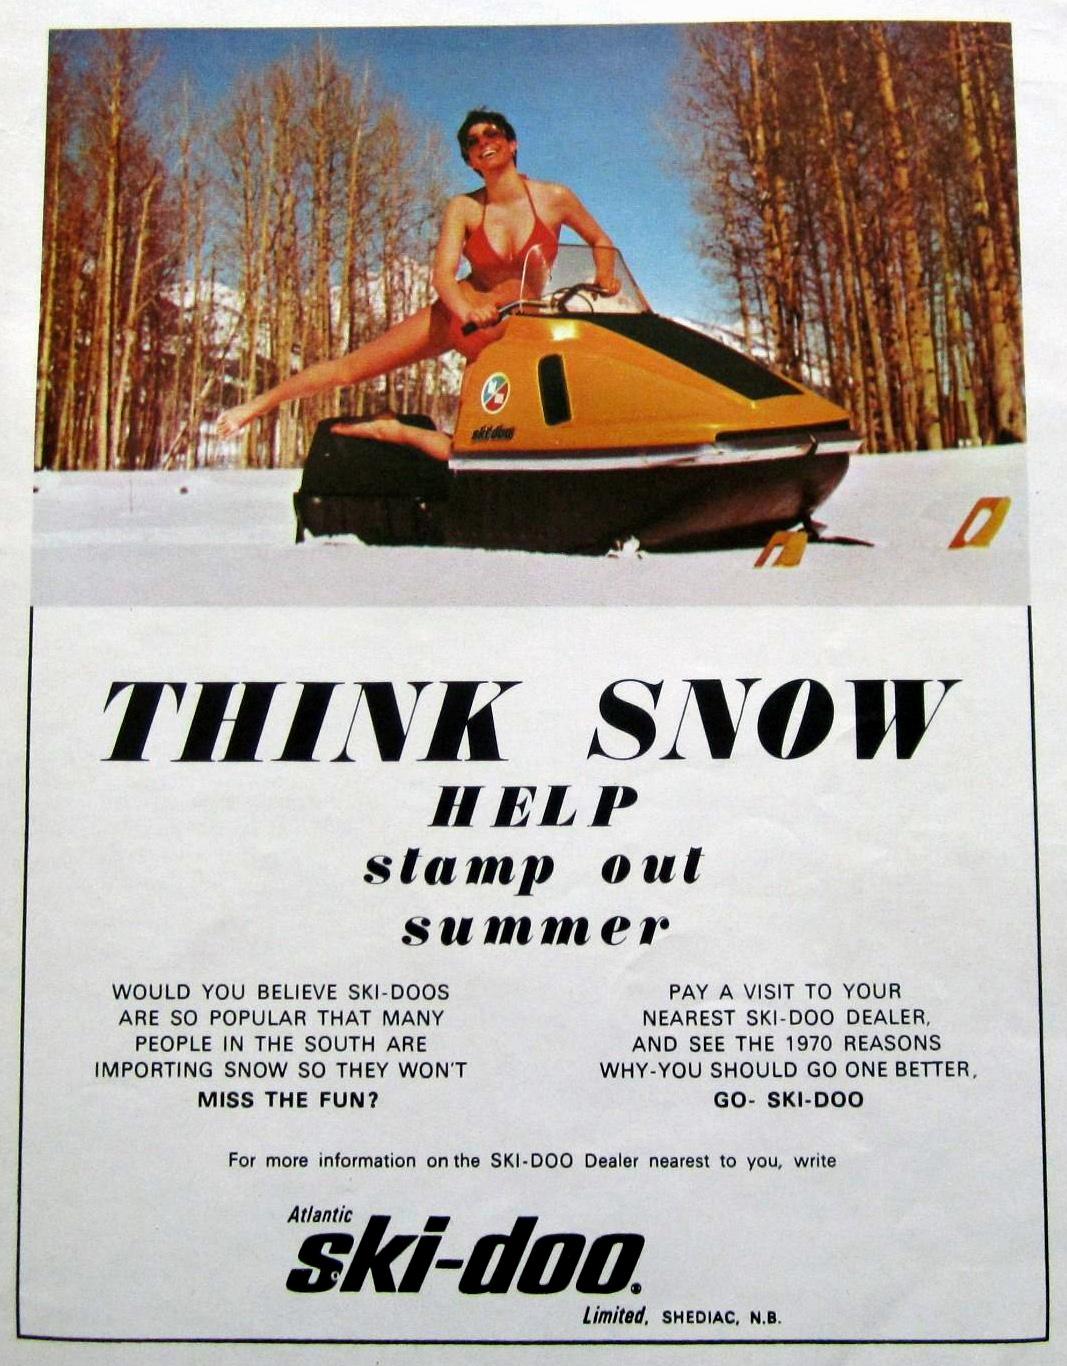 ski-doo
THINK SNOW
HELP
stamp out
summer
WOULD YOU BELIEVE SKI-DOOS
ARE SO POPULAR THAT MANY
PEOPLE IN THE SOUTH ARE
IMPORTING SNOW SO THEY WON'T
MISS THE FUN?
PAY A VISIT TO YOUR
NEAREST SKI-DOO DEALER,
AND SEE THE 1970 REASONS
WHY-YOU SHOULD GO ONE BETTER,
GO- SKI-DOO
For more information on the SKI-DOO Dealer nearest to you, write
Atlantic
ski-doo®
Limited, SHEDIAC, N.B.